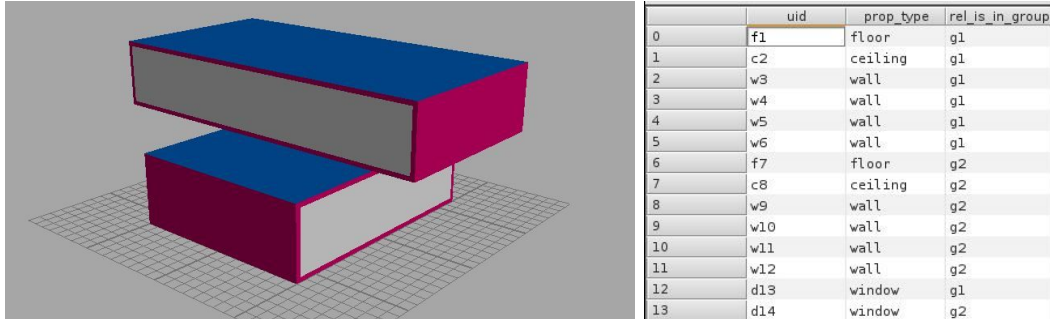 uid prop_type rel_is_in_group
0 f1 floor g1
1 c2 ceiling g1
2 w3 wall g1
3 w4 wall g1
4 w5 wall g1
5 w6 wall g1
6 f7 floor g2
7 c8 ceiling g2
8 w9 wall g2
9 w10 wall g2
10 w11 wall g2
11 w12 wall g2
12 d13 window g1
13 d14 window g2